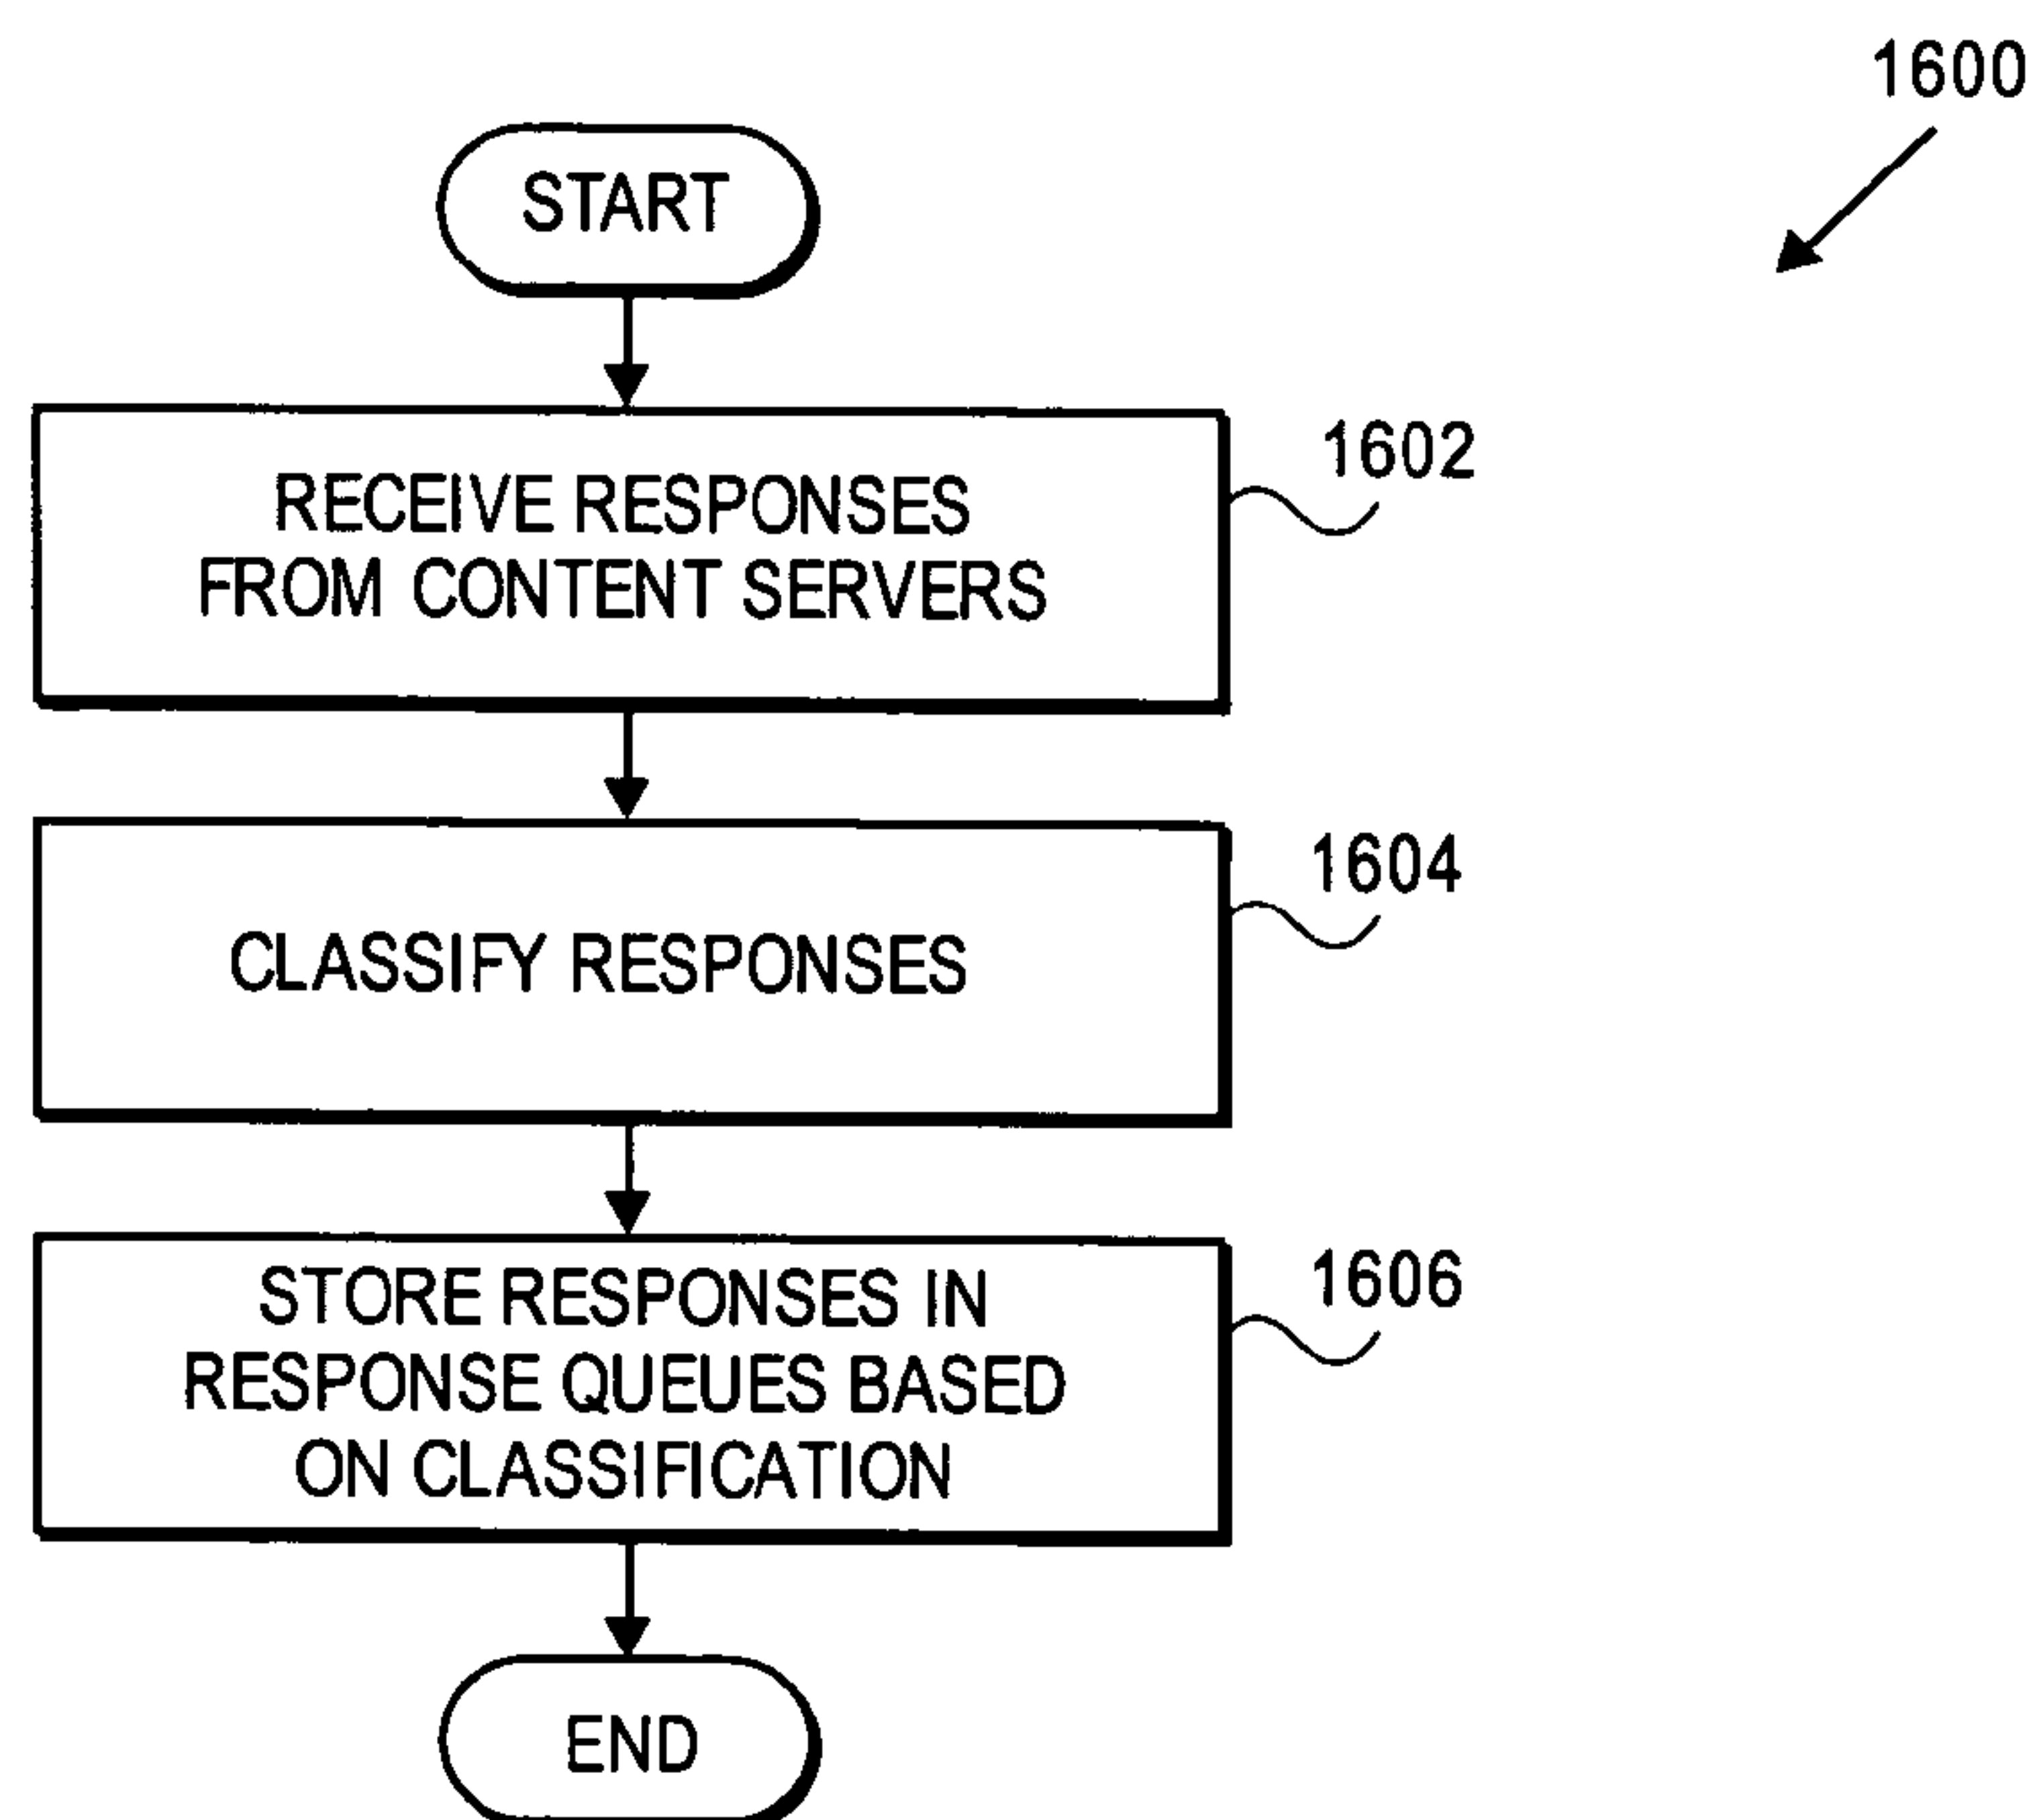 1600
START
RECEIVE RESPONSES
FROM CONTENT SERVERS
1602
CLASSIFY RESPONSES
1604
STORE RESPONSES IN
RESPONSE QUEUES BASED
ON CLASSIFICATION
1606
END